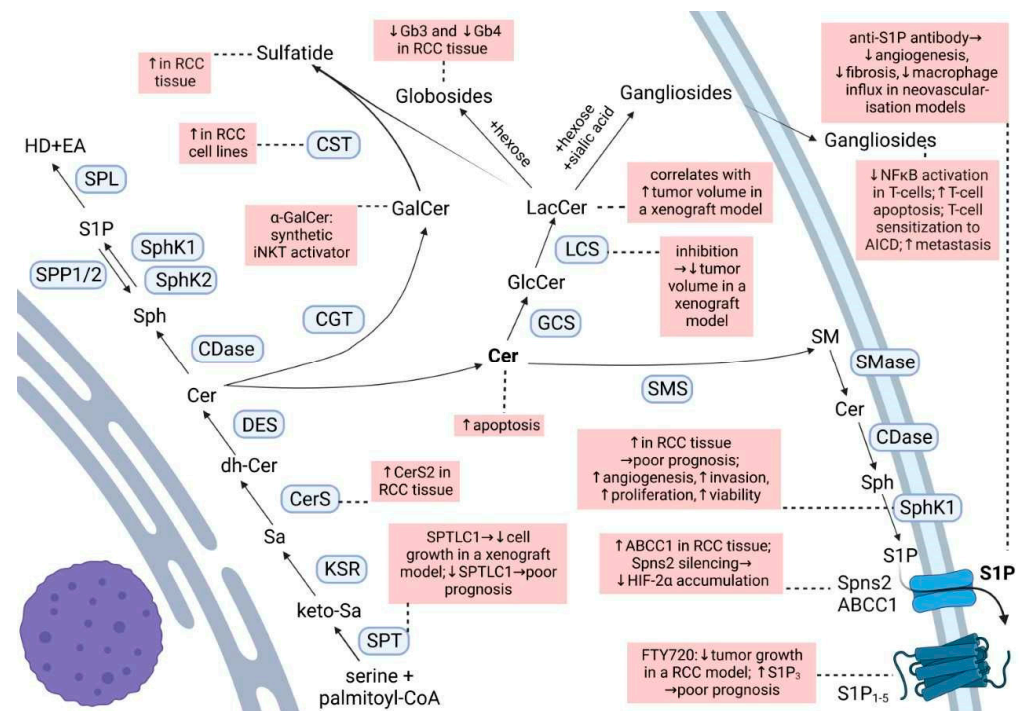 Sulfatide
↑in RCC
tissue
↓Gb3 and ↓Gb4
in RCC tissue
Globosides
+hexose
Gangliosides
+hexose
+sialic acid
anti-S1P antibody→
↓angiogenesis,
↓fibrosis,↓macrophage
influx in neovascular-
isation models
Gangliosides
↓NFκB activation
in T-cells;↑T-cell
apoptosis; T-cell
sensitization to
AICD;↑metastasis
↑in RCC
cell lines
CST
HD+EA
SPL
S1P
SphK1
SphK2
SPP1/2
Sph
CDase
α-GalCer:
synthetic
iNKT activator
GalCer
CGT
LacCer
correlates with
↑tumor volume in
a xenograft model
LCS
inhibition
→↓tumor
volume in a
xenograft
model
GlcCer
GCS
Cer
↑apoptosis
Cer
DES
dh-Cer
CerS
↑CerS2 in
RCC tissue
Sa
KSR
keto-Sa
SPT
SPTLC1→↓cell
growth in a xenograft
model;↓SPTLC1→poor
prognosis
serine +
palmitoyl-CoA
SMS
SM
SMase
Cer
CDase
Sph
SphK1
↑in RCC tissue
→poor prognosis;
↑angiogenesis,↑invasion,
↑proliferation,↑viability
S1P
S1P
↑ABCC1 in RCC tissue;
Spns2 silencing→
↓HIF-2α accumulation
Spns2
ABCC1
FTY720:↓tumor growth
in a RCC model;↑S1P₃
→poor prognosis
S1P₁₋₅